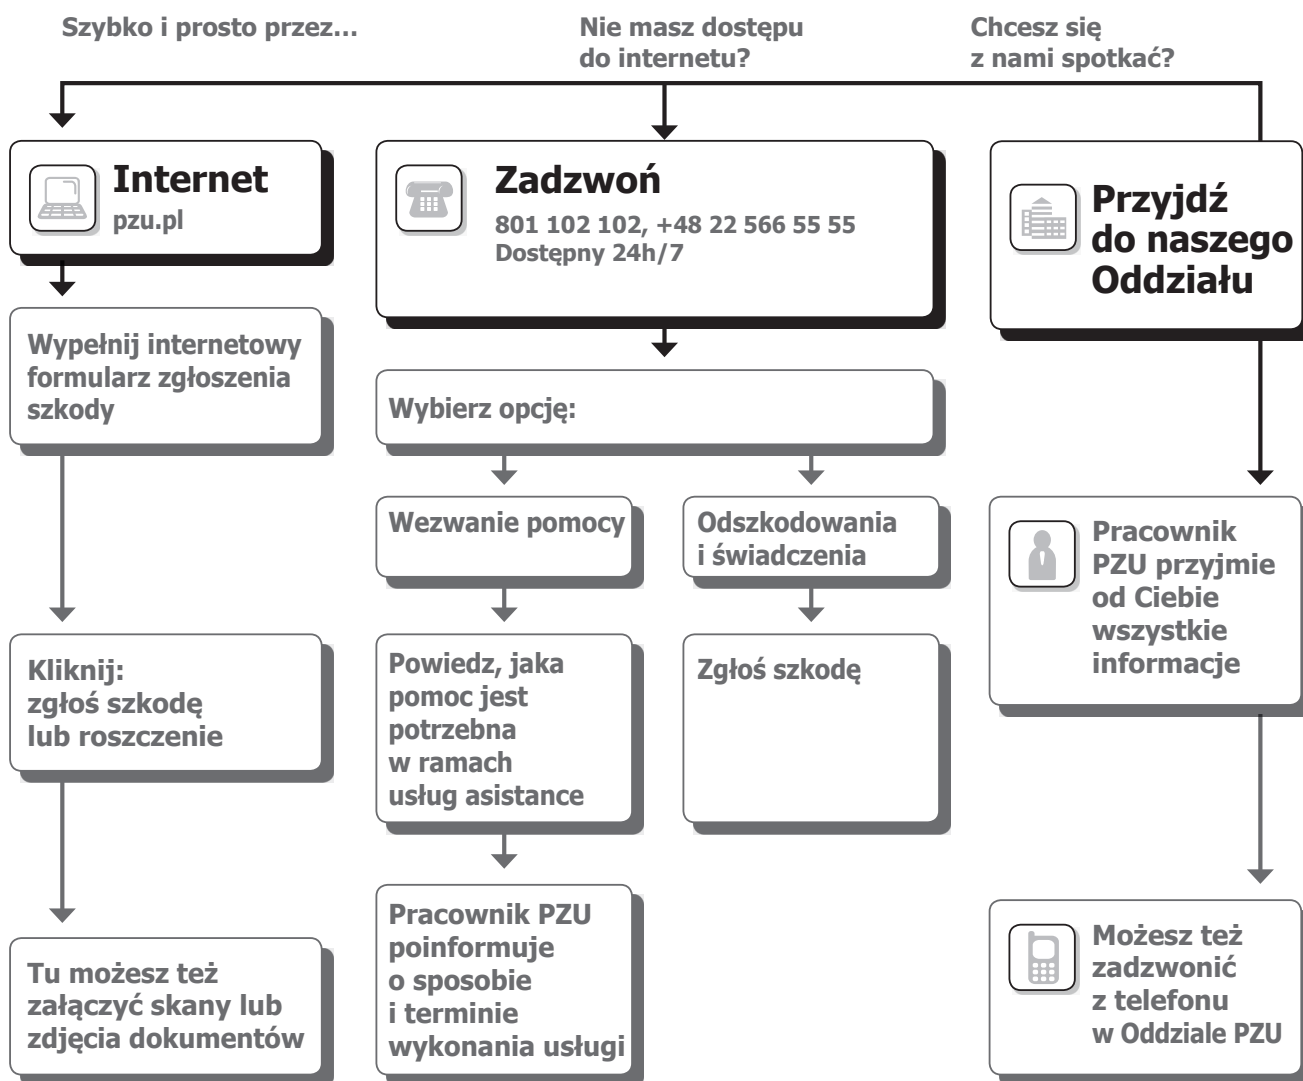 Szybko i prosto przez...
Nie masz dostępu
do internetu?
Chcesz się
z nami spotkać?
Internet
pzu.pl
Zadzwoń
801 102 102, +48 22 566 55 55
Dostępny 24h/7
Przyjdź
do naszego
Oddziału
Wypełnij internetowy
formularz zgłoszenia
szkody
Wybierz opcję:
Wezwanie pomocy
Odszkodowania
i świadczenia
Pracownik
PZU przyjmie
od Ciebie
wszystkie
informacje
Kliknij:
zgłoś szkodę
lub roszczenie
Powiedz, jaka
pomoc jest
potrzebna
w ramach
usług asistance
Zgłoś szkodę
Tu możesz też
załączyć skany lub
zdjęcia dokumentów
Pracownik PZU
poinformuje
o sposobie
i terminie
wykonania usługi
Możesz też
zadzwonić
z telefonu
w Oddziale PZU